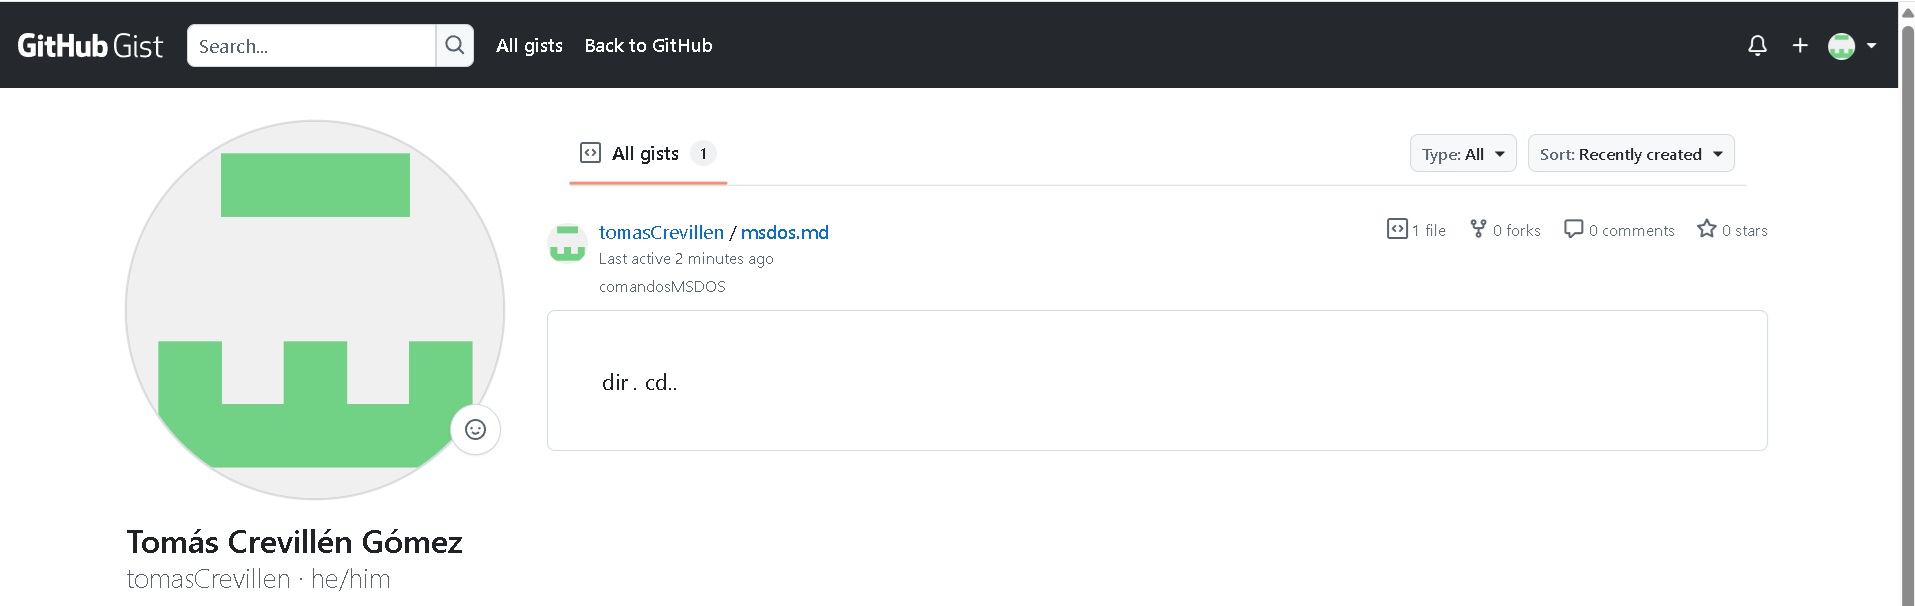 GitHub Gist Search... All gists Back to GitHub
All gists 1 Type: All Sort: Recently created
tomasCrevillen / msdos.md 1 file 0 forks 0 comments 0 stars
Last active 2 minutes ago
comandosMSDOS
dir . cd..
Tomás Crevillén Gómez
tomasCrevillen · he/him